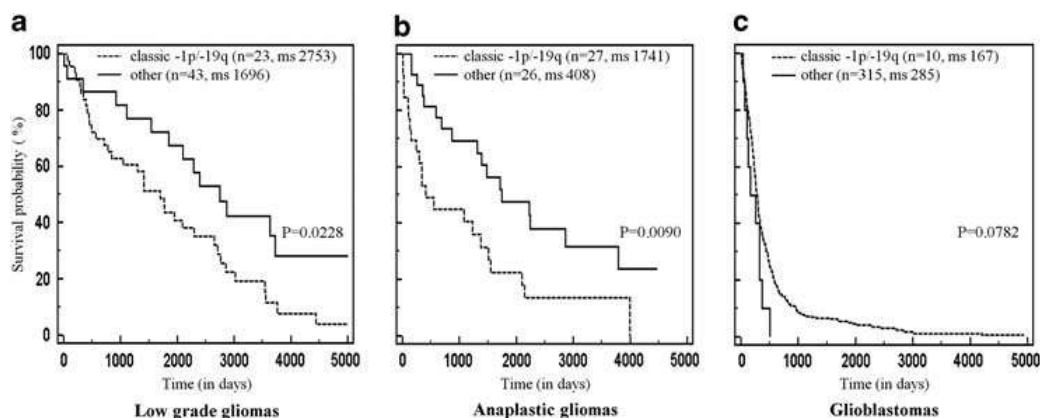 a
b
c
classic -1p/-19q (n=23, ms 2753)
other (n=43, ms 1696)
classic -1p/-19q (n=27, ms 1741)
other (n=26, ms 408)
classic -1p/-19q (n=10, ms 167)
other (n=315, ms 285)
Survival probability ( %)
100
80
60
40
20
0
P=0.0228
P=0.0090
P=0.0782
0 1000 2000 3000 4000 5000
0 1000 2000 3000 4000 5000
0 1000 2000 3000 4000 5000
Time (in days)
Time (in days)
Time (in days)
Low grade gliomas
Anaplastic gliomas
Glioblastomas